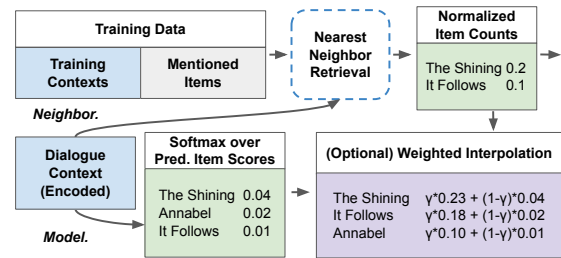 Training Data
Training Contexts
Mentioned Items
Nearest Neighbor Retrieval
Normalized Item Counts
The Shining 0.2
It Follows 0.1
Neighbor.
Dialogue Context (Encoded)
Model.
Softmax over Pred. Item Scores
The Shining 0.04
Annabel 0.02
It Follows 0.01
(Optional) Weighted Interpolation
The Shining γ*0.23 + (1-γ)*0.04
It Follows γ*0.18 + (1-γ)*0.02
Annabel γ*0.10 + (1-γ)*0.01